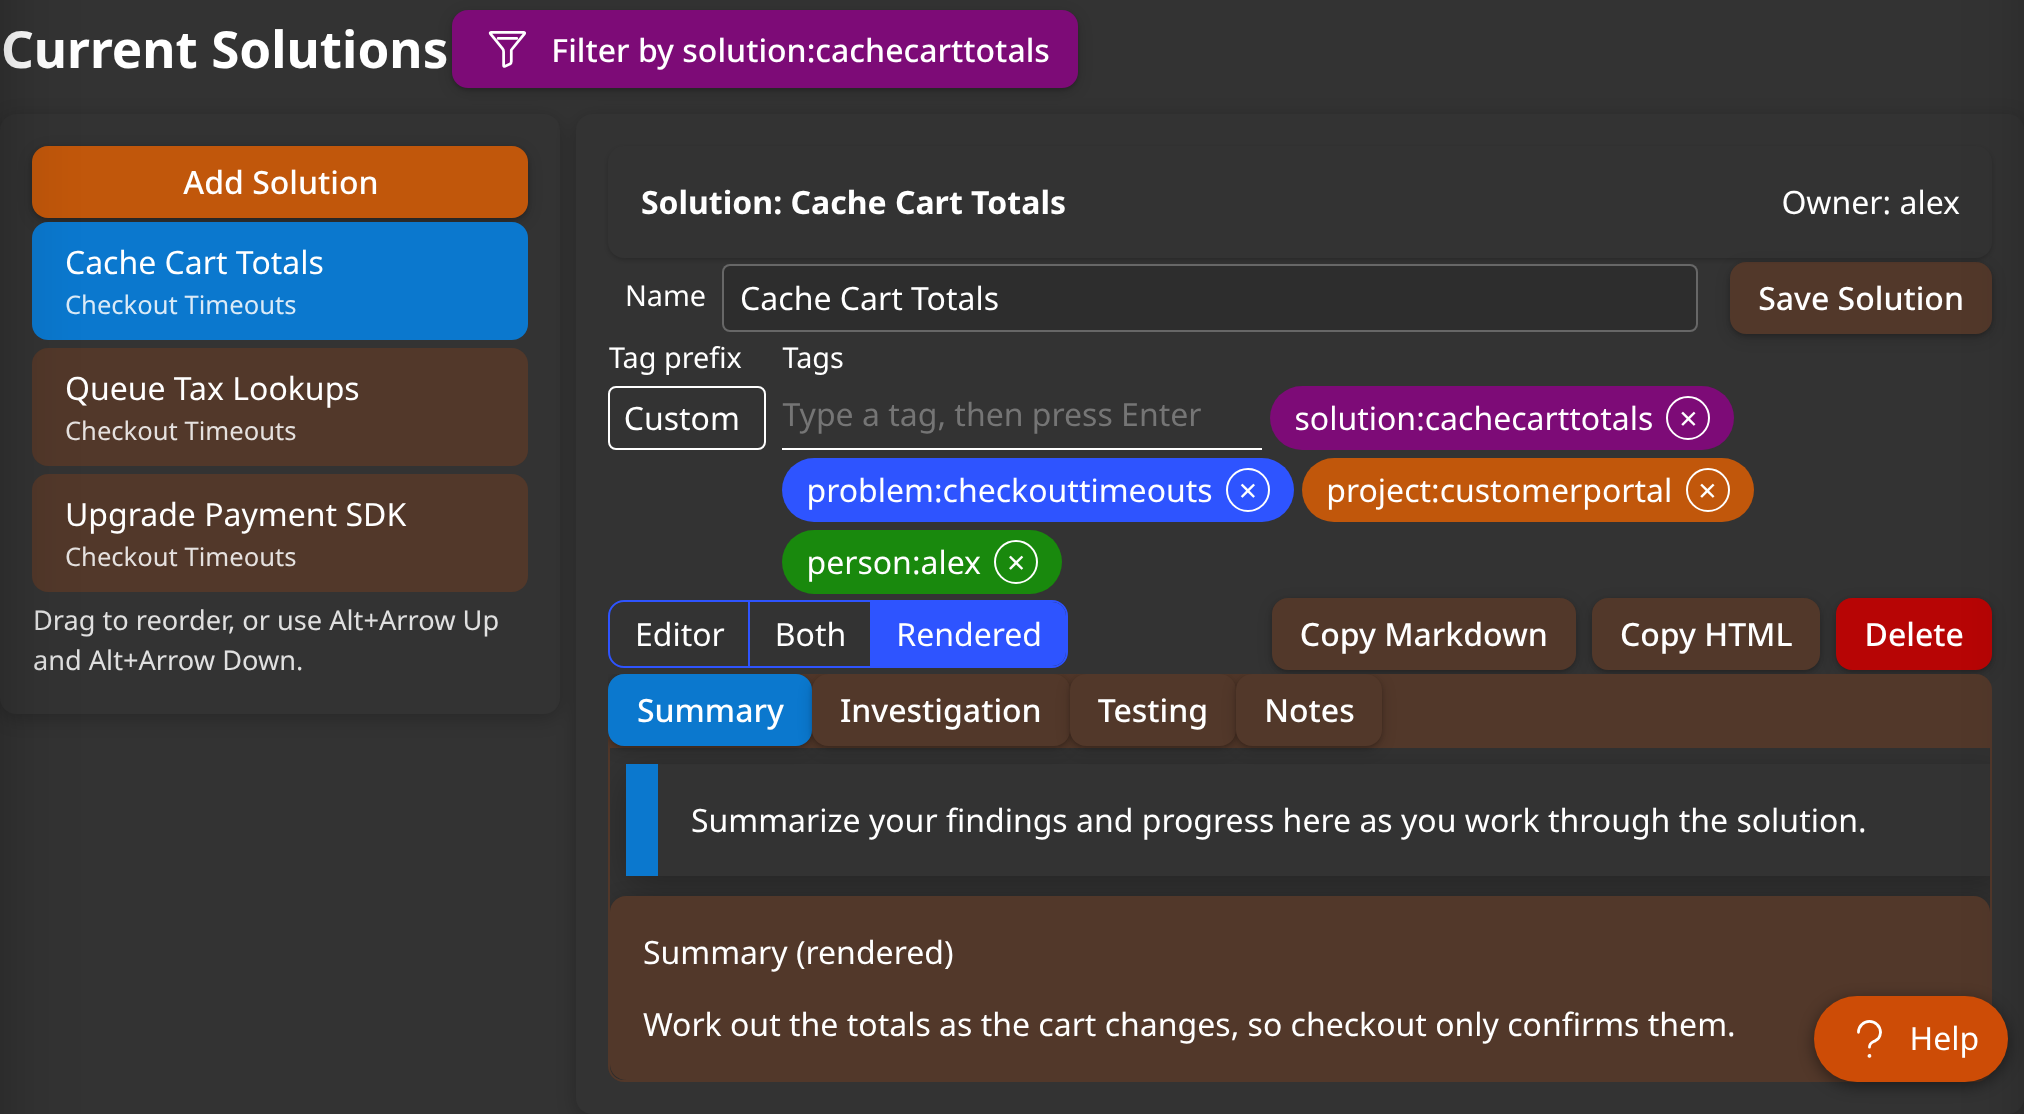 Current Solutions
Filter by solution:cachecarttotals
Add Solution
Cache Cart Totals
Checkout Timeouts
Queue Tax Lookups
Checkout Timeouts
Upgrade Payment SDK
Checkout Timeouts
Drag to reorder, or use Alt+Arrow Up
and Alt+Arrow Down.
Solution: Cache Cart Totals
Owner: alex
Name
Cache Cart Totals
Save Solution
Tag prefix
Tags
Custom
Type a tag, then press Enter
solution:cachecarttotals
problem:checkouttimeouts
project:customerportal
person:alex
Editor
Both
Rendered
Copy Markdown
Copy HTML
Delete
Summary
Investigation
Testing
Notes
Summarize your findings and progress here as you work through the solution.
Summary (rendered)
Work out the totals as the cart changes, so checkout only confirms them.
Help